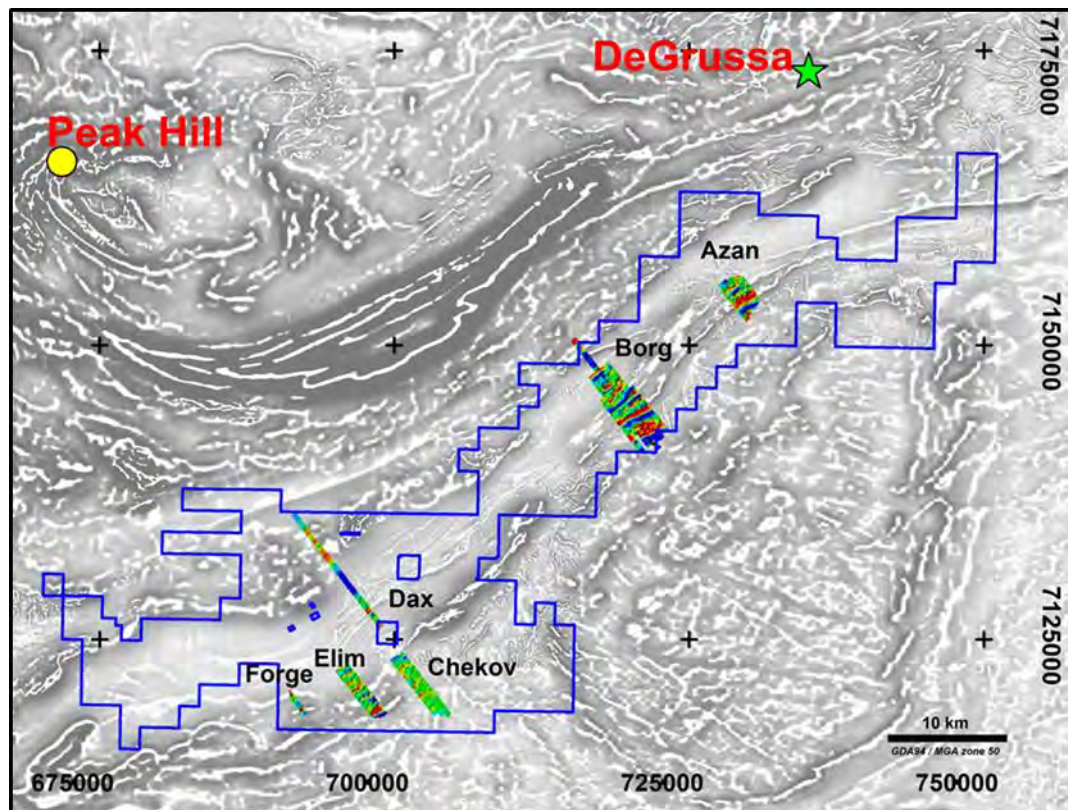 DeGrussa
7175000
Peak Hill
Azan
7150000
Borg
Dax
Forge
Elim
Chekov
7125000
10 km
GDA94 / MGA zone 50
675000
700000
725000
750000